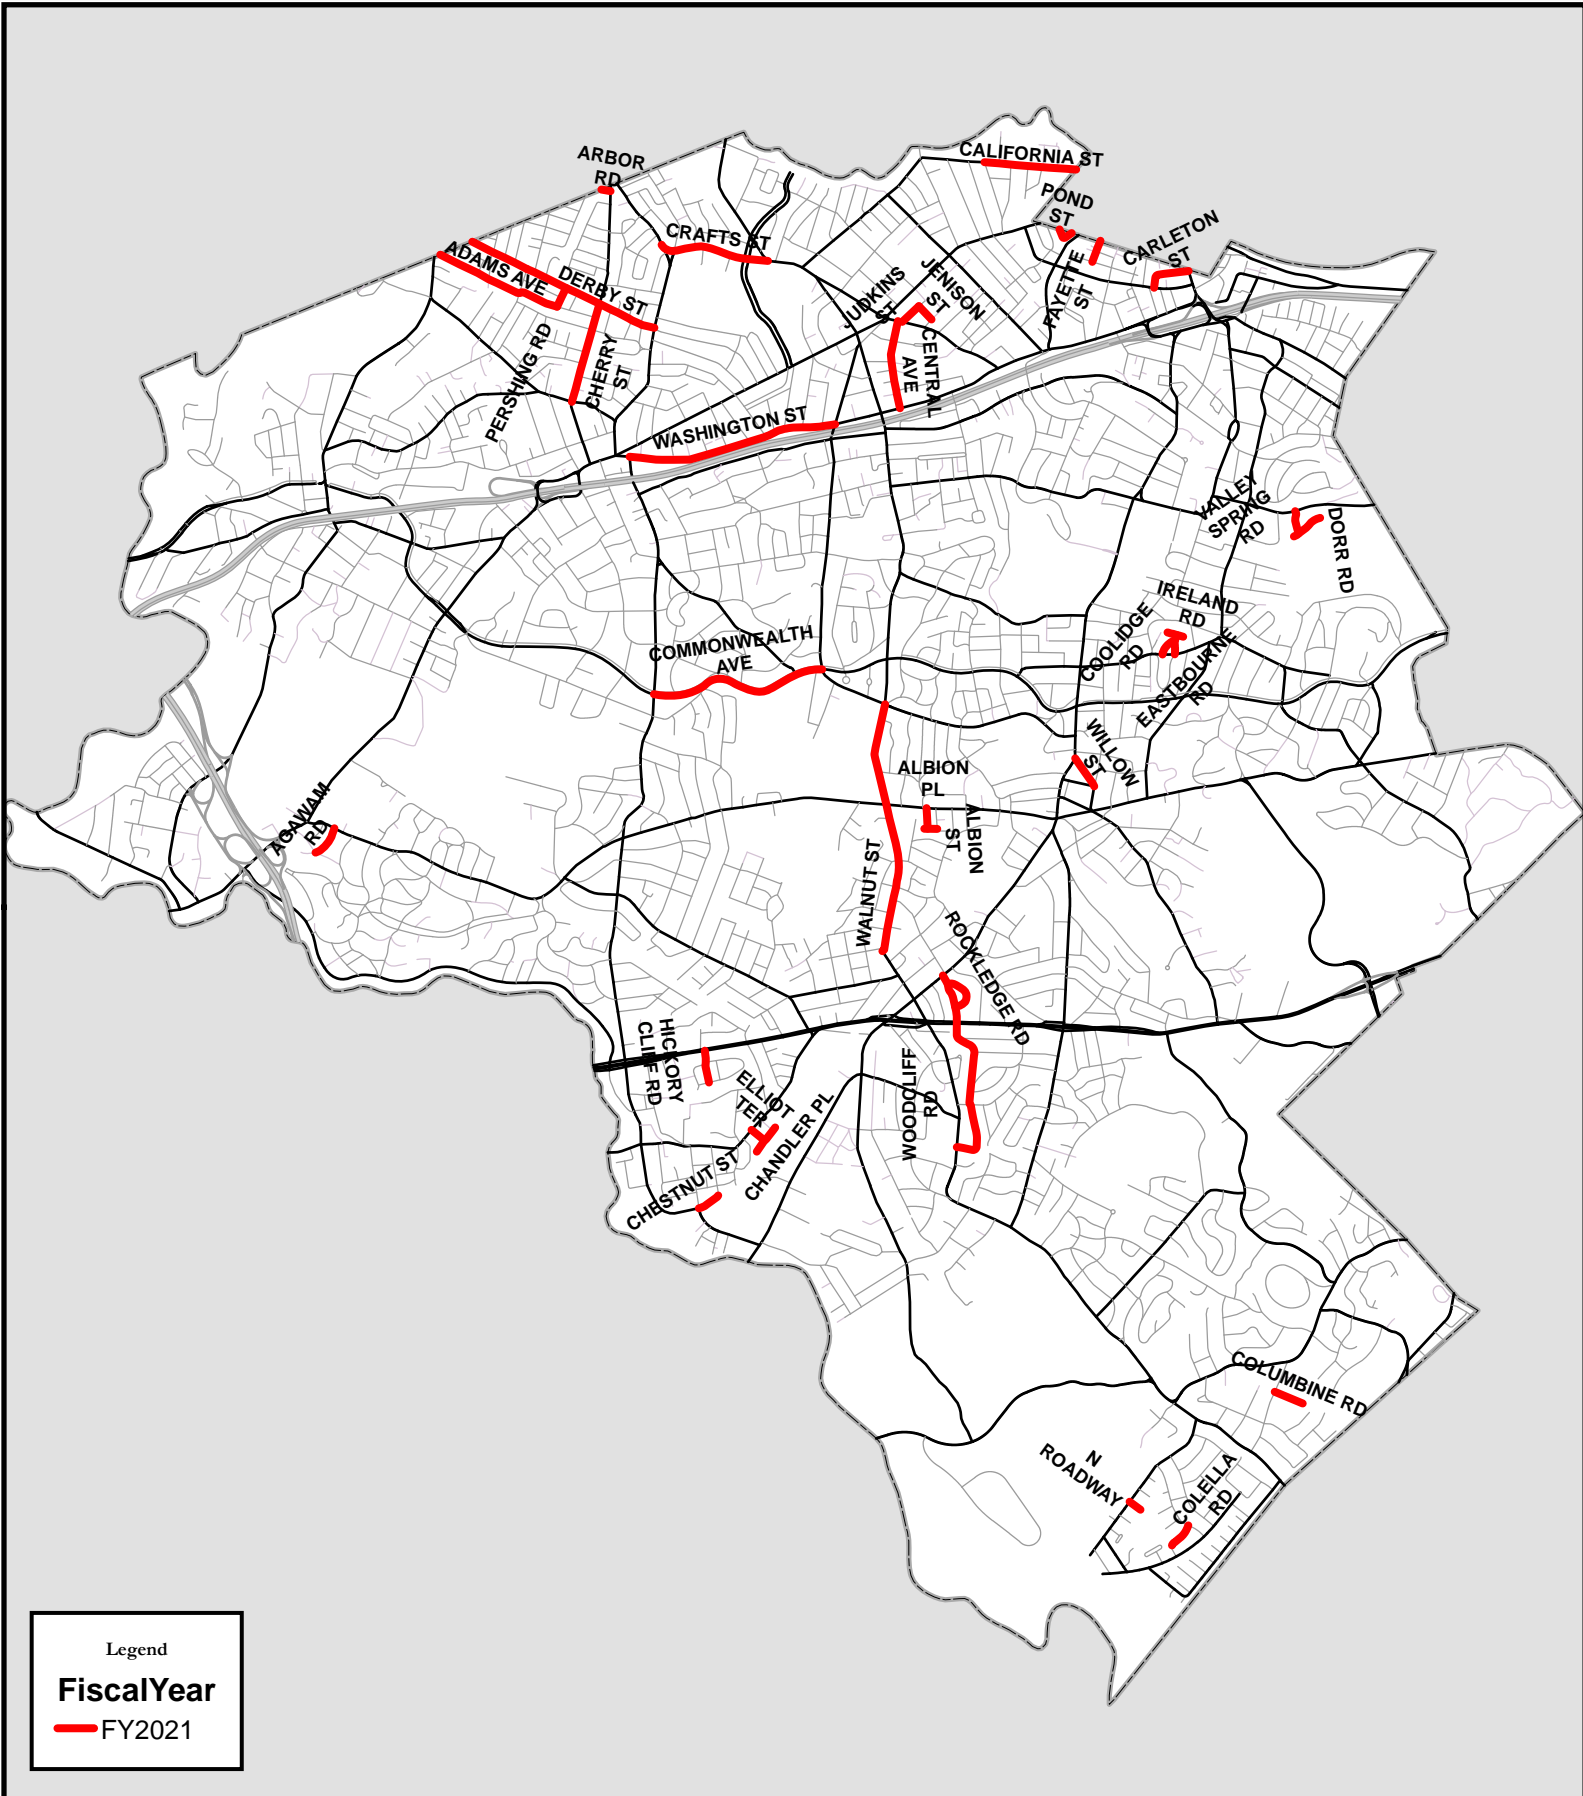 ARBOR
RD
CALIFORNIA ST
POND
ST
CRAFTS ST
CARLETON
ST
ADAMS AVE
DERBY ST
FAYETTE
ST
JUDKINS
ST
JENISON
ST
PERSHING RD
CHERRY
ST
CENTRAL
AVE
WASHINGTON ST
VALLEY
SPRING
RD
DORR RD
IRELAND
RD
COOLIDGE
RD
EASTBOURNE
RD
COMMONWEALTH
AVE
WILLOW
ST
ALBION
PL
ALBION
ST
AGAWAM
RD
WALNUT ST
ROCKLEDGE RD
HICKORY
CLIFF RD
WOODCLIFF
RD
ELLIOT
TER
CHANDLER PL
CHESTNUT ST
COLUMBINE RD
N
ROADWAY
COLELLA
RD
Legend
FiscalYear
FY2021